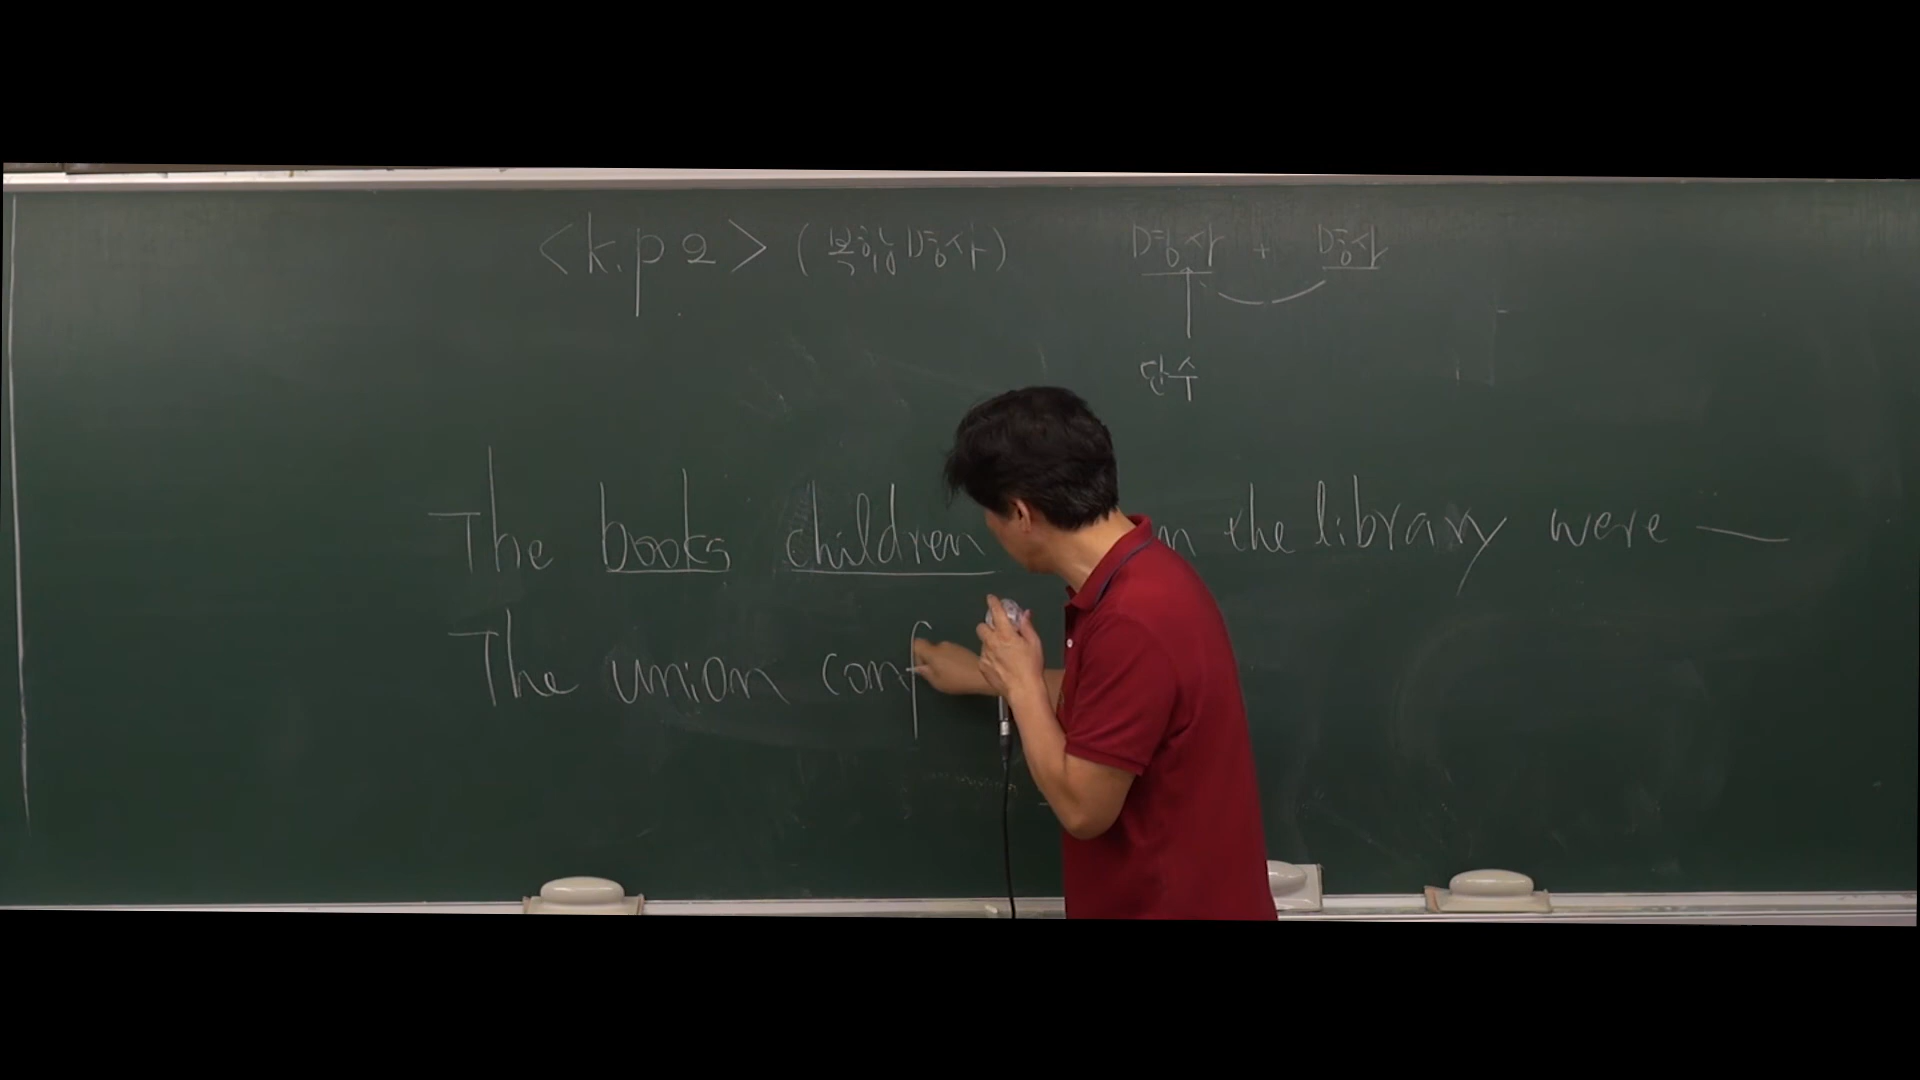 <k.p 2> (복합명사) 명사 + 명사
단수
The books children n the library were
The union conf